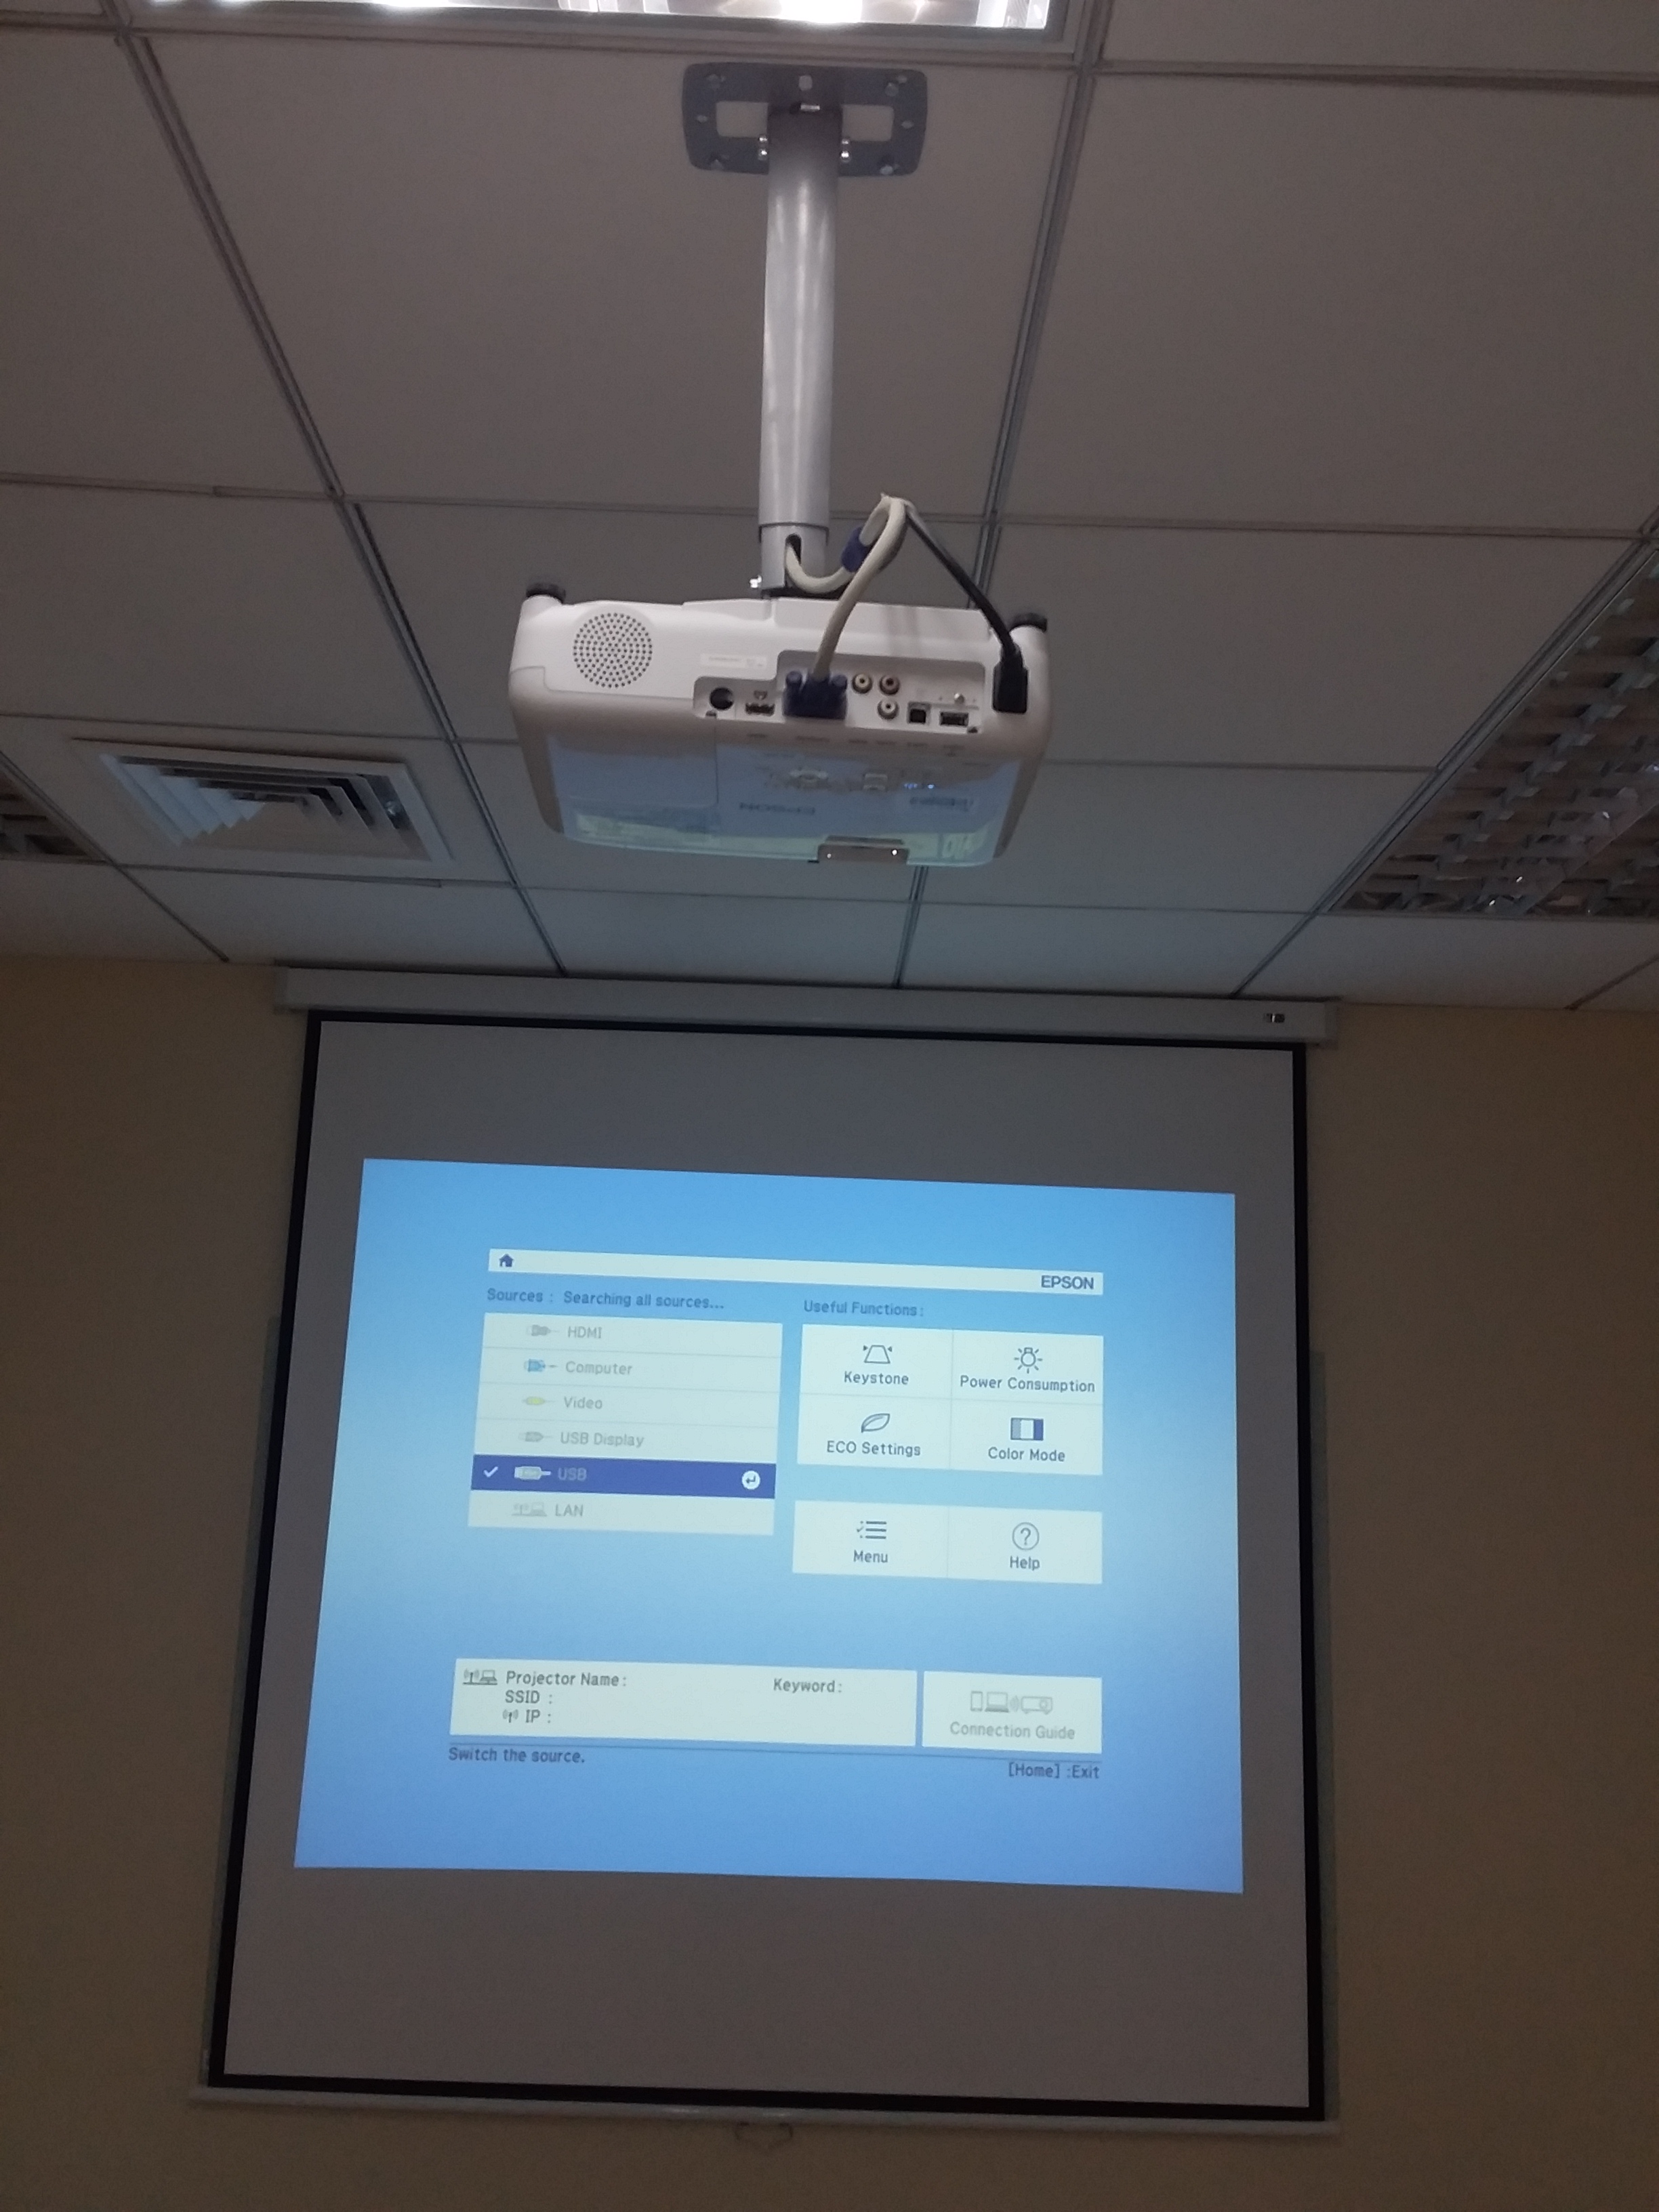 EPSON
EPSON
Sources : Searching all sources...
HDMI
Computer
Video
USB Display
USB
LAN
Useful Functions :
Keystone
Power Consumption
ECO Settings
Color Mode
Menu
Help
Projector Name :
Keyword :
SSID :
IP :
Connection Guide
Switch the source.
[Home] :Exit